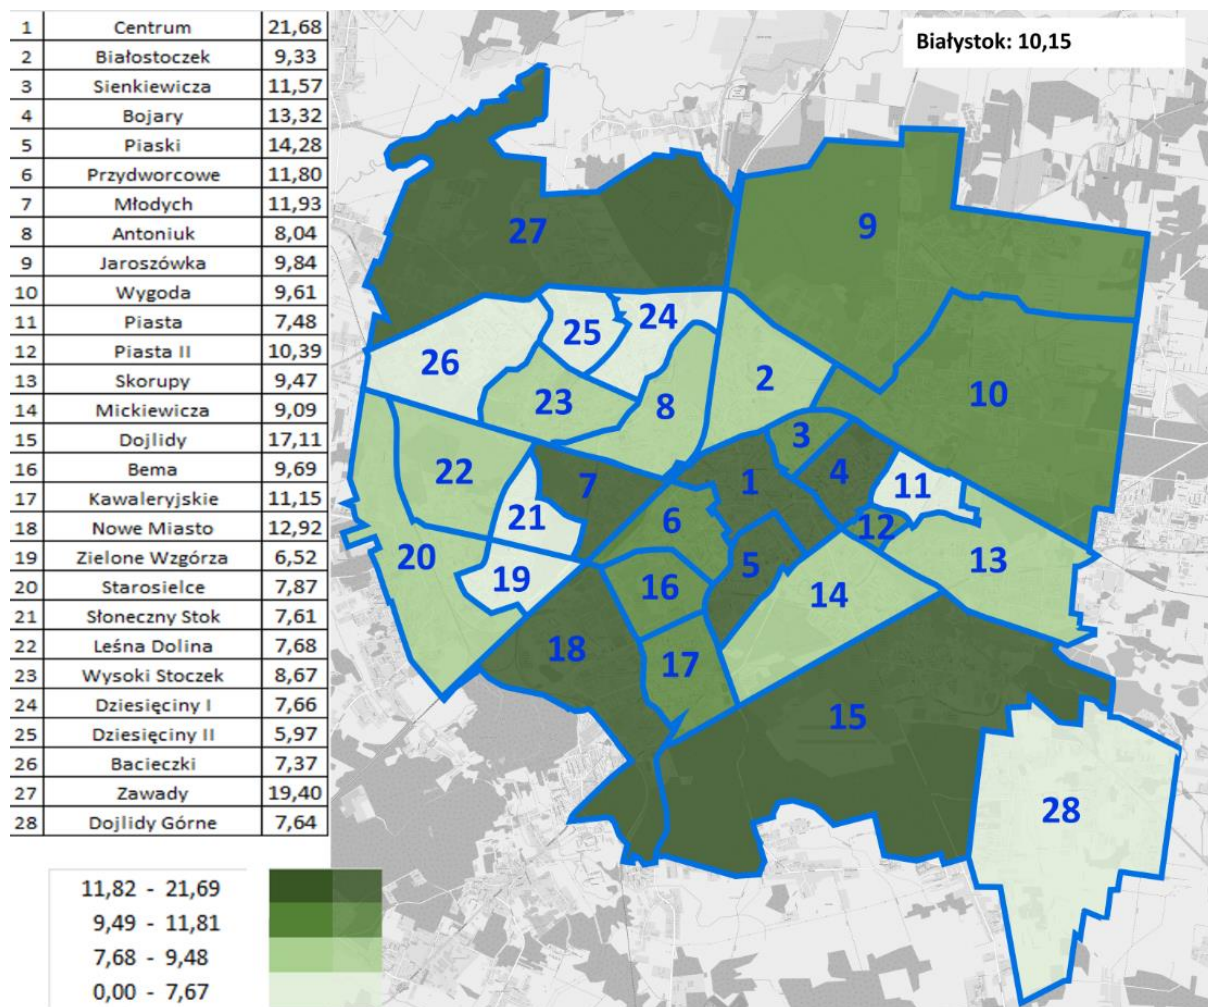 1 Centrum 21,68
2 Białostoczek 9,33
3 Sienkiewicza 11,57
4 Bojary 13,32
5 Piaski 14,28
6 Przydworcowe 11,80
7 Młodych 11,93
8 Antoniuk 8,04
9 Jaroszówka 9,84
10 Wygoda 9,61
11 Piasta 7,48
12 Piasta II 10,39
13 Skorupy 9,47
14 Mickiewicza 9,09
15 Dojlidy 17,11
16 Bema 9,69
17 Kawaleryjskie 11,15
18 Nowe Miasto 12,92
19 Zielone Wzgórza 6,52
20 Starosielce 7,87
21 Słoneczny Stok 7,61
22 Leśna Dolina 7,68
23 Wysoki Stoczek 8,67
24 Dziesięciny I 7,66
25 Dziesięciny II 5,97
26 Bacieczki 7,37
27 Zawady 19,40
28 Dojlidy Górne 7,64
11,82 - 21,69
9,49 - 11,81
7,68 - 9,48
0,00 - 7,67
Białystok: 10,15
27
9
24
25
26
2
23
8
10
3
22
7
1
4
11
6
21
12
20
5
13
19
16
14
18
17
15
28